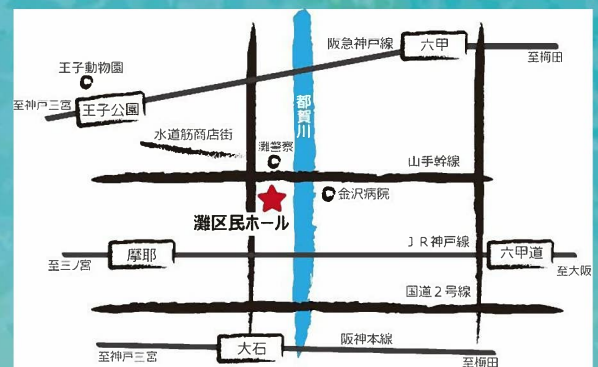 阪急神戸線
六甲
至梅田
王子動物園
至神戸三宮
王子公園
都賀川
水道筋商店街
灘警察
山手幹線
金沢病院
灘区民ホール
JR神戸線
摩耶
六甲道
至三ノ宮
至大阪
国道2号線
阪神本線
至神戸三宮
大石
至梅田